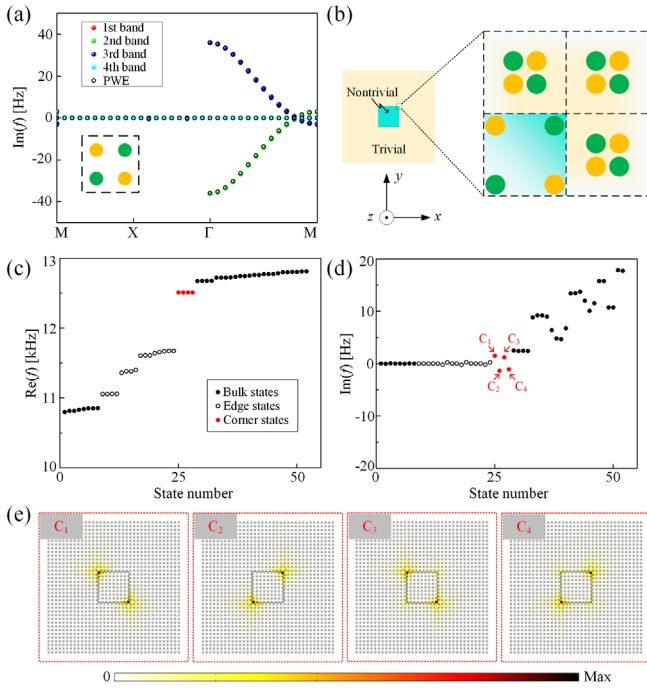 (a)
Im(f) [Hz]
40
20
0
-20
-40
1st band
2nd band
3rd band
4th band
PWE
M
X
Γ
M
(b)
Nontrivial
Trivial
y
z
x
(c)
Re(f) [kHz]
13
12
11
10
Bulk states
Edge states
Corner states
0
25
50
State number
(d)
Im(f) [Hz]
20
10
0
-10
-20
C1
C3
C2
C4
0
25
50
State number
(e)
C1
C2
C3
C4
0
Max